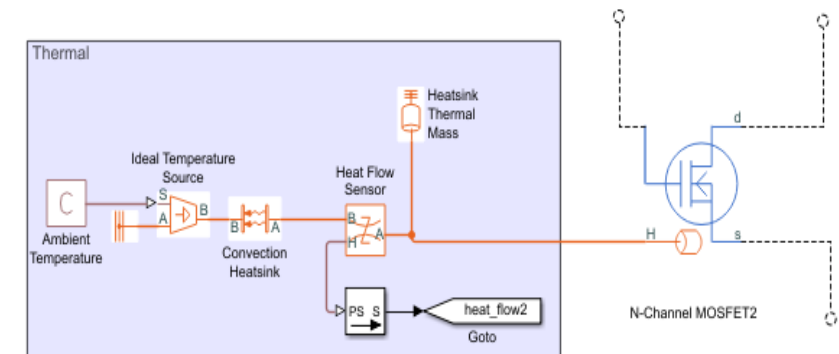 Thermal
Heatsink
Thermal
Mass
d
Ideal Temperature
Source
Heat Flow
Sensor
C
S
A
B
B
A
B
H
A
H
s
Ambient
Temperature
Convection
Heatsink
PS S
heat_flow2
Goto
N-Channel MOSFET2